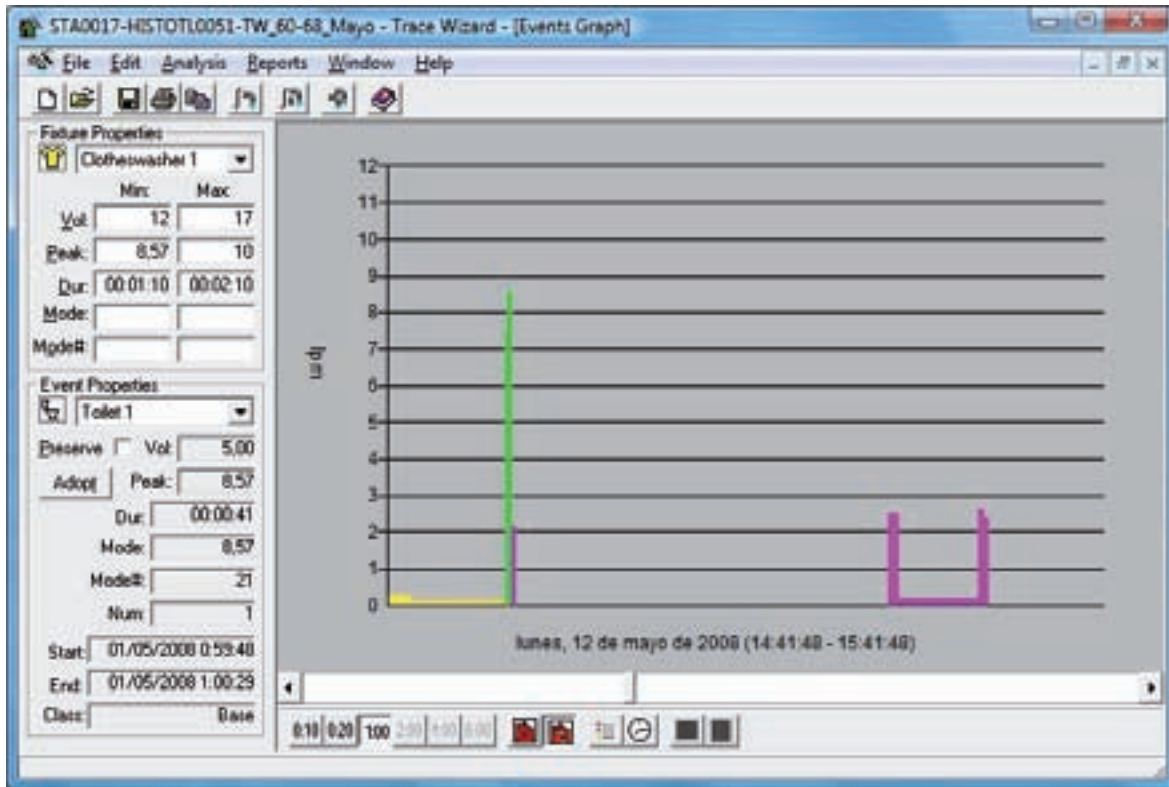 STA0017-HISTOTL0051-TW_60-68_Mayo - Trace Wizard - [Events Graph]
File Edit Analysis Reports Window Help
Fixture Properties
Clotheswasher 1
Min: Max:
Vol: 12 17
Peak: 8,57 10
Dur: 00:01:10 00:02:10
Mode:
Mode#:
Event Properties
Toilet 1
Preserve Vol: 5,00
Adopt Peak: 8,57
Dur: 00:00:41
Mode: 8,57
Mode#: 21
Num: 1
Start: 01/05/2008 0:59:48
End: 01/05/2008 1:00:29
Class: Base
12
11
10
9
8
7
6
5
4
3
2
1
0
lpm
lunes, 12 de mayo de 2008 (14:41:48 - 15:41:48)
0:10 0:20 1:00 2:00